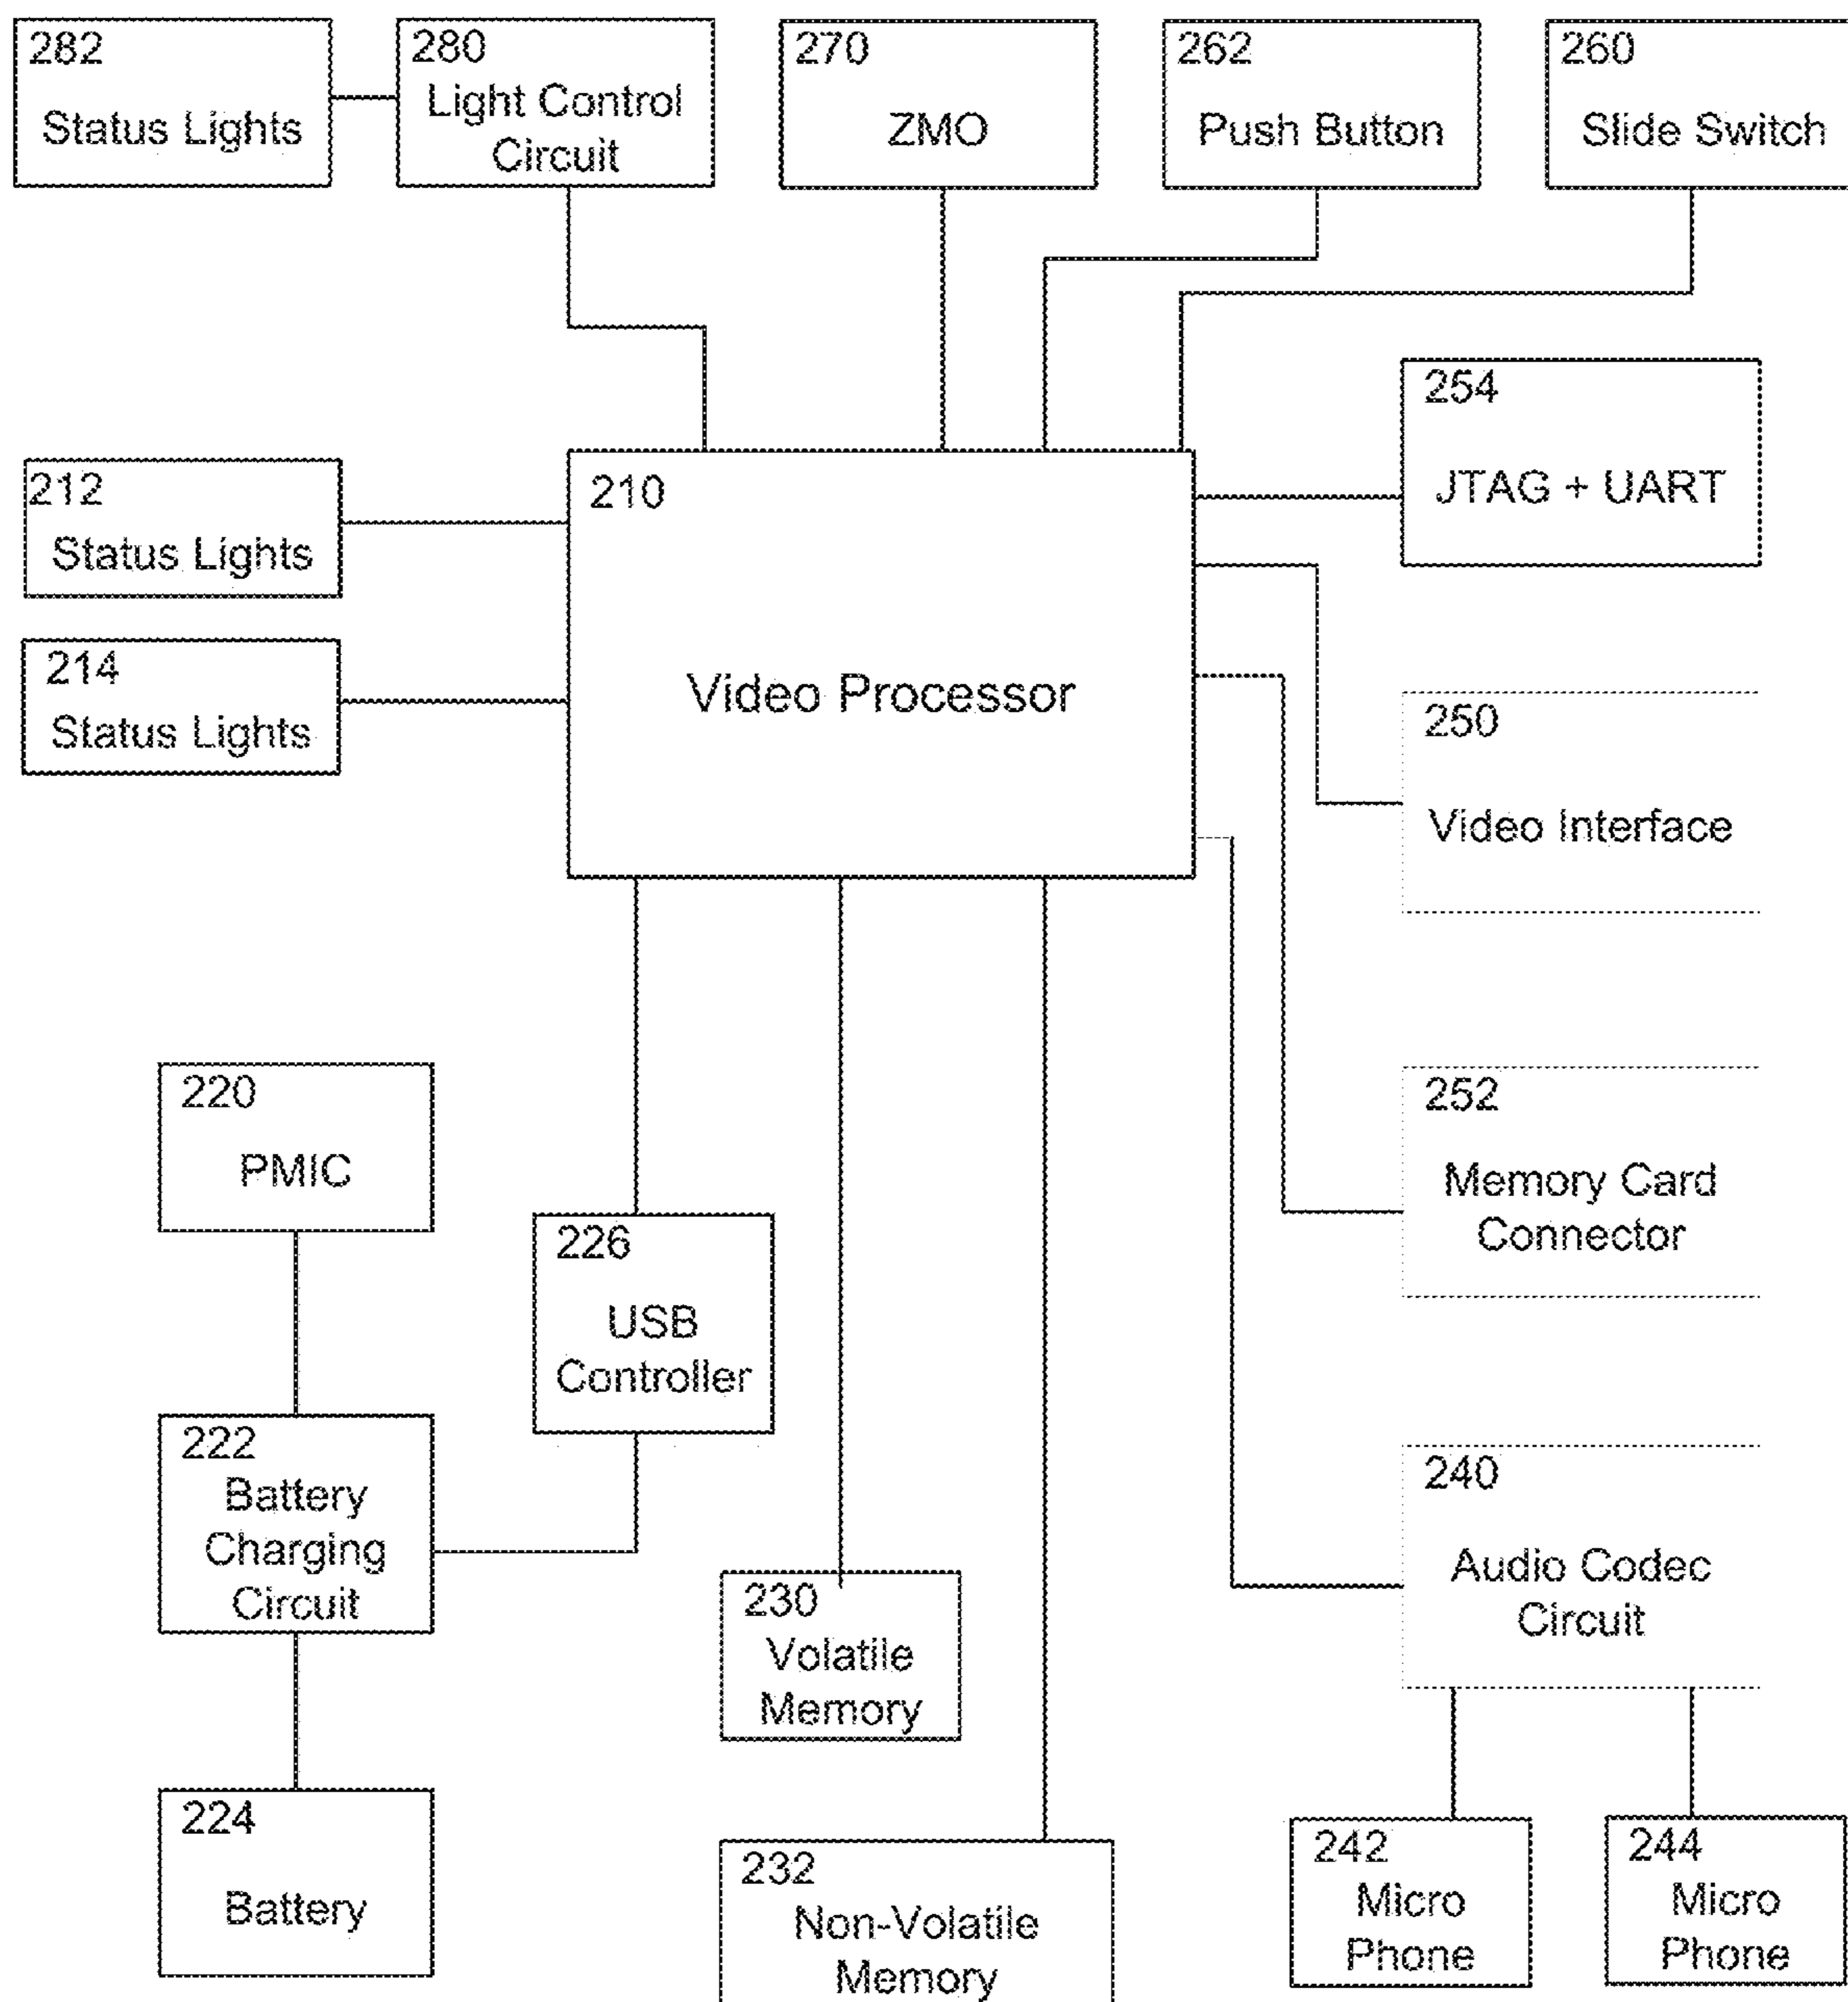 282
Status Lights
280
Light Control
Circuit
270
ZMO
262
Push Button
260
Slide Switch
254
JTAG + UART
212
Status Lights
210
Video Processor
214
Status Lights
250
Video Interface
220
PMIC
252
Memory Card
Connector
226
USB
Controller
222
Battery
Charging
Circuit
240
Audio Codec
Circuit
230
Volatile
Memory
224
Battery
232
Non-Volatile
Memory
242
Micro
Phone
244
Micro
Phone